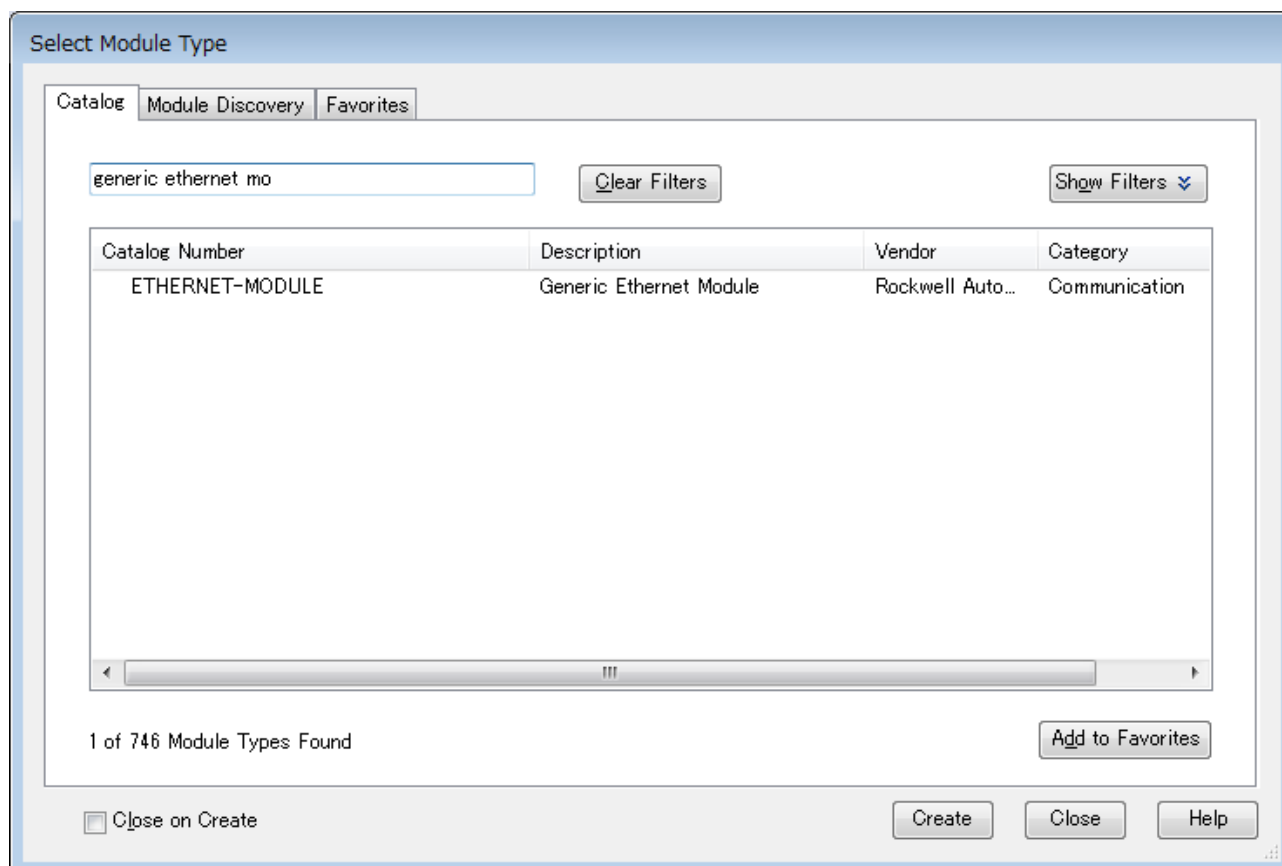 Select Module Type
Catalog Module Discovery Favorites
generic ethernet mo Clear Filters Show Filters
Catalog Number Description Vendor Category
ETHERNET-MODULE Generic Ethernet Module Rockwell Auto... Communication
1 of 746 Module Types Found Add to Favorites
Close on Create Create Close Help